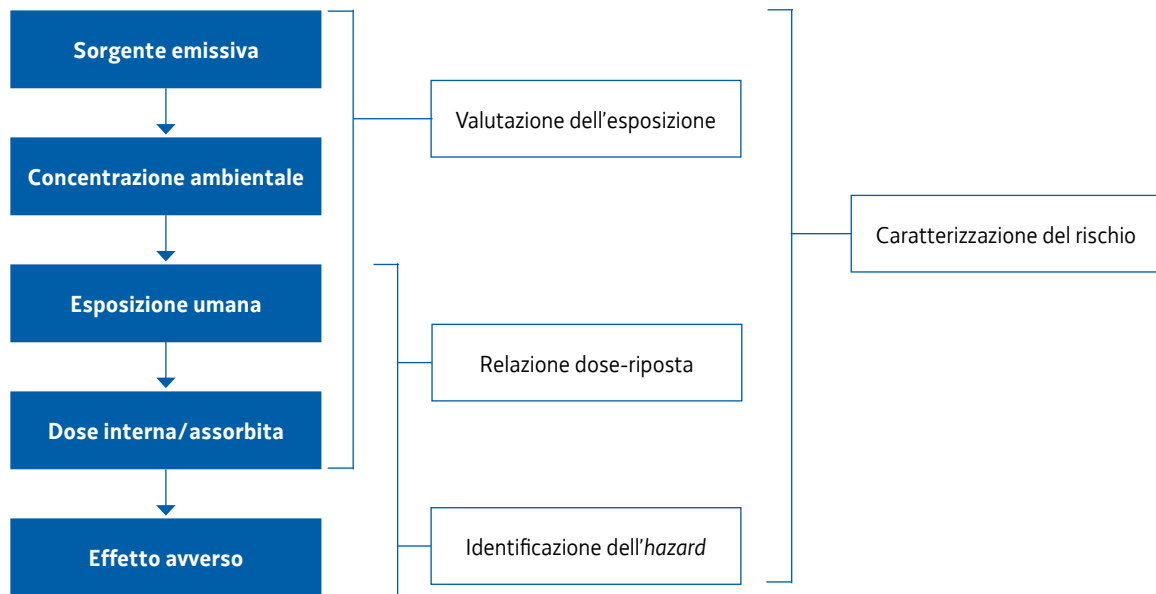 Sorgente emissiva
Concentrazione ambientale
Esposizione umana
Dose interna/assorbita
Effetto avverso
Valutazione dell'esposizione
Relazione dose-riposta
Identificazione dell'hazard
Caratterizzazione del rischio